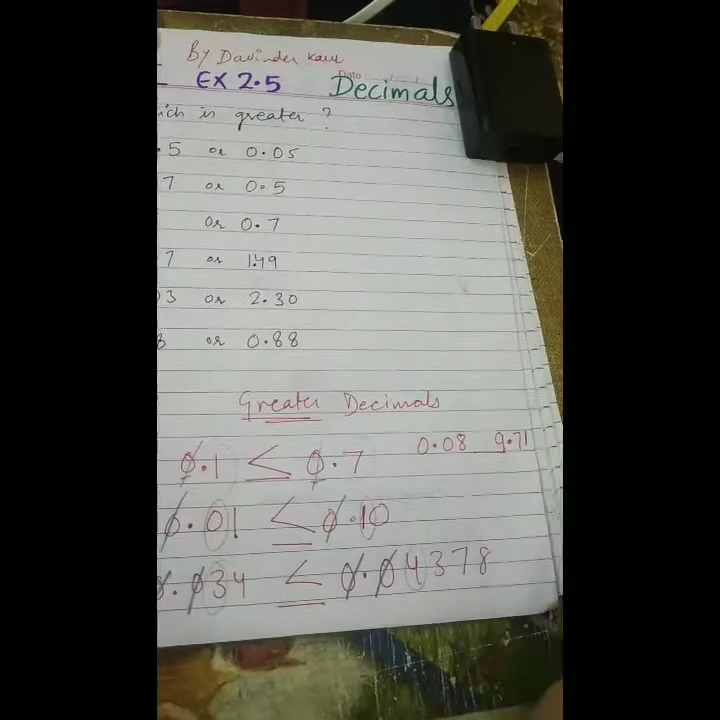 By Davinder Kaur
EX 2.5 Date Decimals
ich is greater ?
.5 or 0.05
7 or 0.5
or 0.7
7 or 1.49
03 or 2.30
8 or 0.88
Greater Decimals
0.1 < 0.7 0.08 9.71
0.01 < 0.10
0.034 < 0.04378